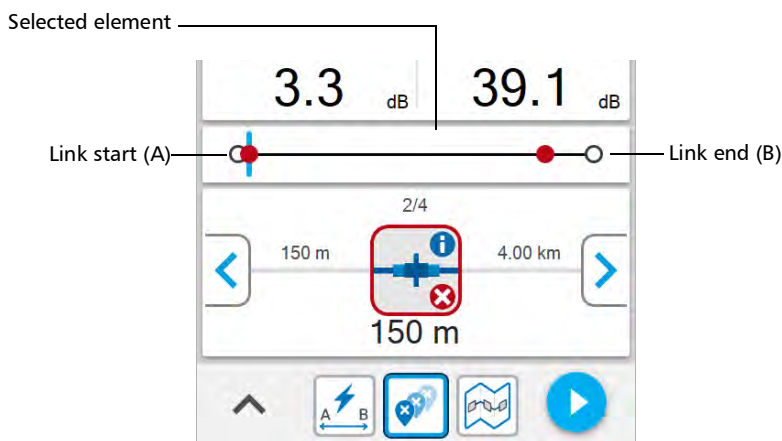 Selected element
3.3 dB 39.1 dB
Link start (A) Link end (B)
2/4
150 m 4.00 km
150 m
A B